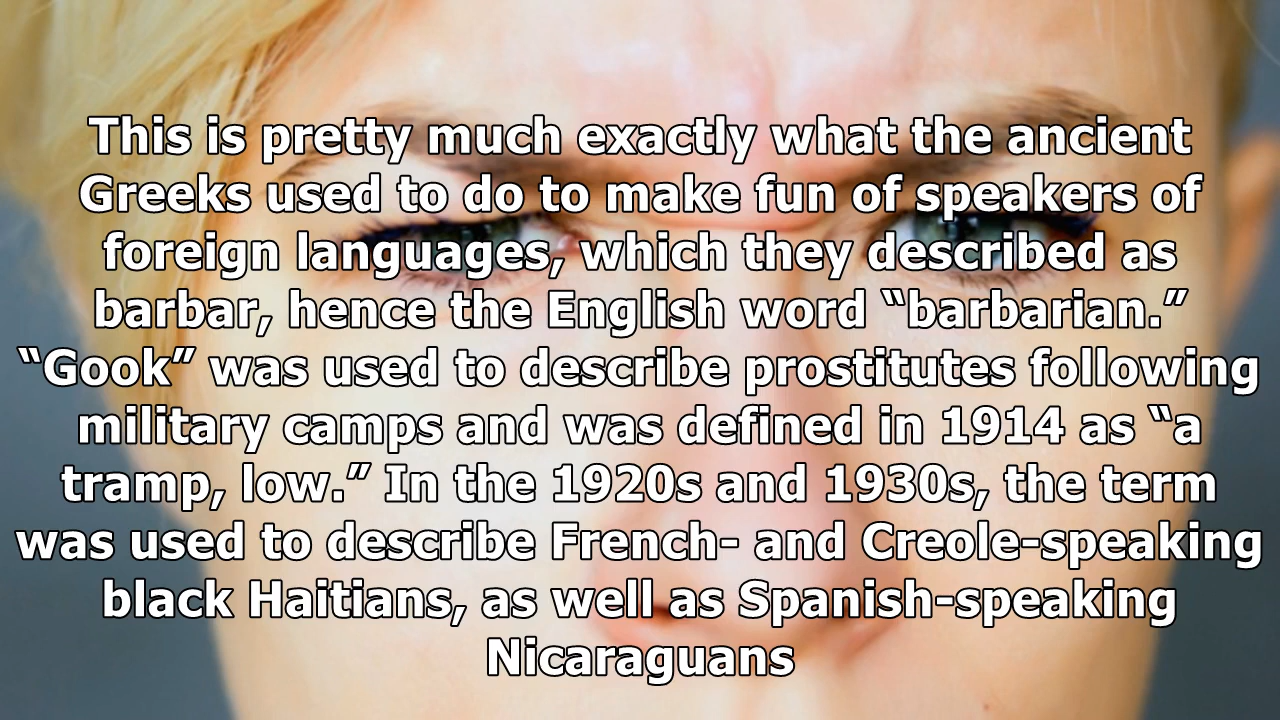 This is pretty much exactly what the ancient
Greeks used to do to make fun of speakers of
foreign languages, which they described as
barbar, hence the English word “barbarian.”
“Gook” was used to describe prostitutes following
military camps and was defined in 1914 as “a
tramp, low.” In the 1920s and 1930s, the term
was used to describe French- and Creole-speaking
black Haitians, as well as Spanish-speaking
Nicaraguans